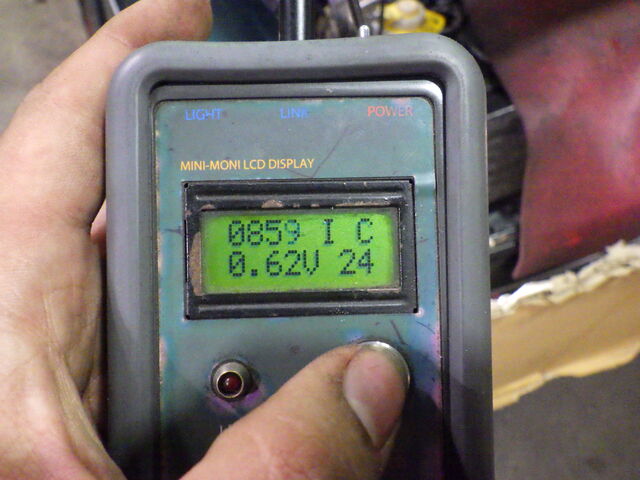 LIGHT LINK POWER
MINI-MONI LCD DISPLAY
0859 I C
0.62V 24